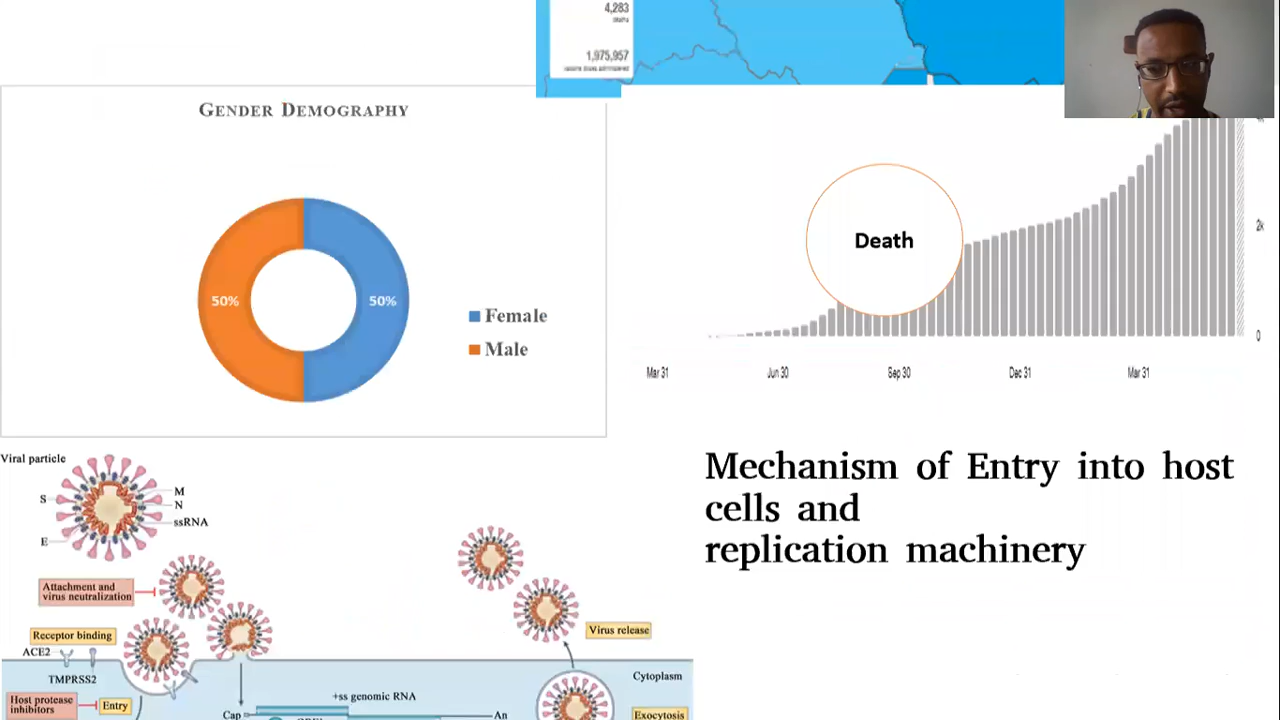 4,283
1,975,957
GENDER DEMOGRAPHY
50%
50%
Female
Male
Death
2k
0
Mar 31
Jun 30
Sep 30
Dec 31
Mar 31
Mechanism of Entry into host
cells and
replication machinery
Viral particle
S
M
N
ssRNA
E
Attachment and
virus neutralization
Receptor binding
ACE2
TMPRSS2
Host protease
inhibitors
Entry
Virus release
Cytoplasm
+ss genomic RNA
Cap
An
Exocytosis